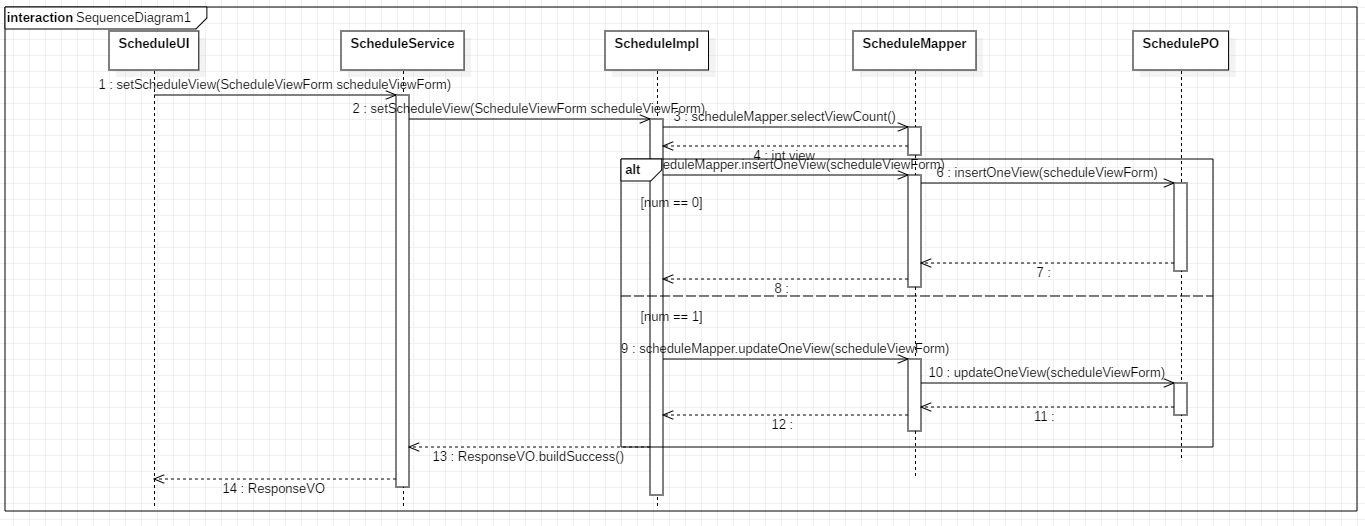 interaction SequenceDiagram1
ScheduleUI
ScheduleService
ScheduleImpl
ScheduleMapper
SchedulePO
1 : setScheduleView(ScheduleViewForm scheduleViewForm)
2 : setScheduleView(ScheduleViewForm scheduleViewForm)
3 : scheduleMapper.selectViewCount()
4 : int view
alt
eduleMapper.insertOneView(scheduleViewForm)
6 : insertOneView(scheduleViewForm)
[num == 0]
7 :
8 :
[num == 1]
9 : scheduleMapper.updateOneView(scheduleViewForm)
10 : updateOneView(scheduleViewForm)
11 :
12 :
13 : ResponseVO.buildSuccess()
14 : ResponseVO